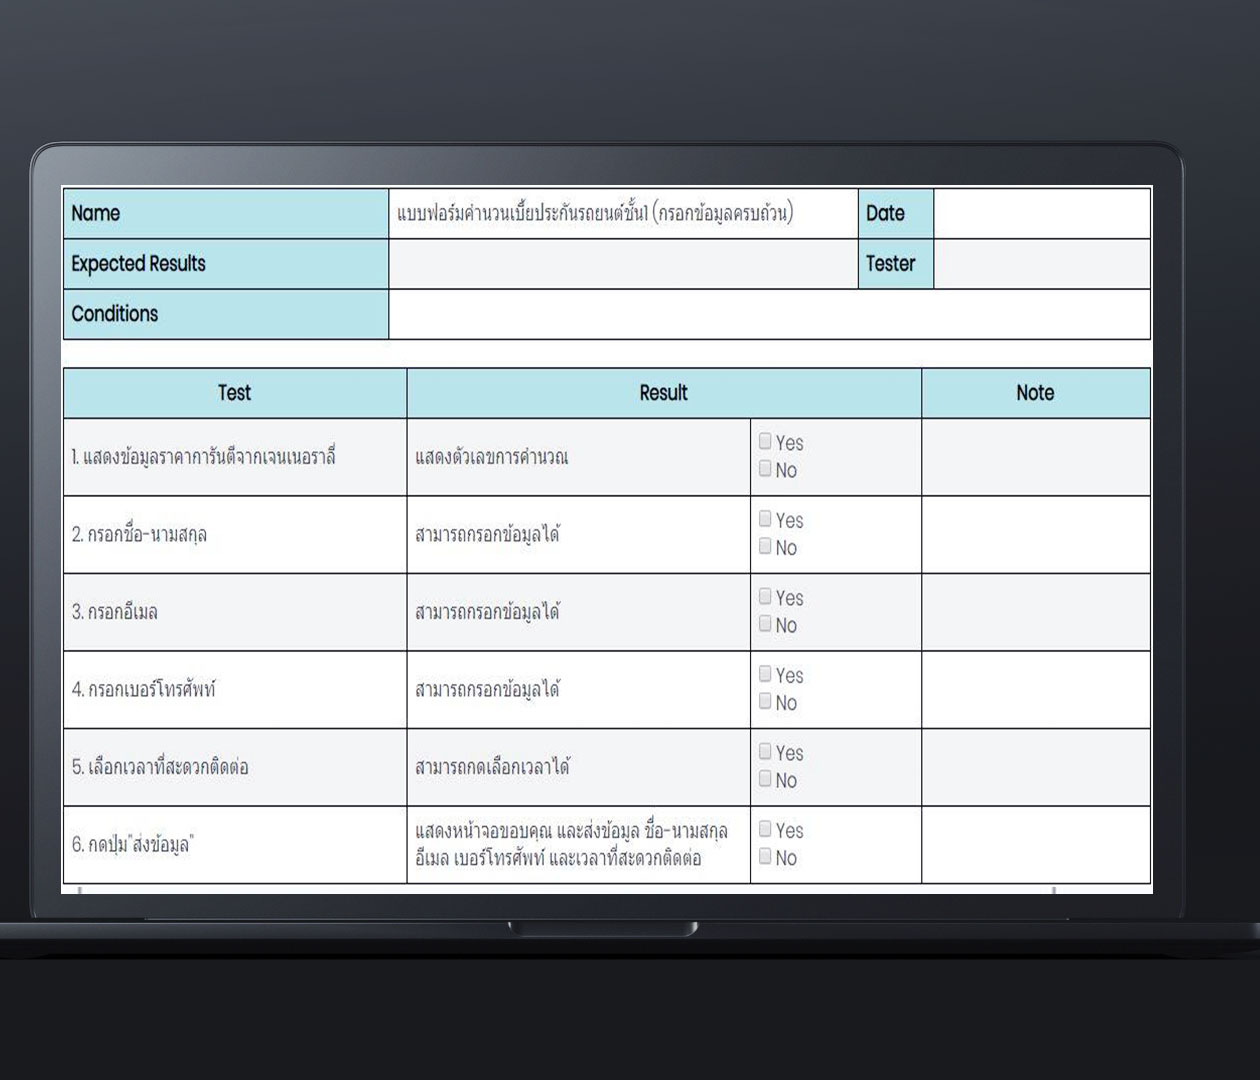 Name
แบบฟอร์มคำนวนเบี้ยประกันรถยนต์ชั้น1 (กรอกข้อมูลครบถ้วน)
Date
Expected Results
Tester
Conditions
Test
Result
Note
1. แสดงข้อมูลราคาการันตีจากเจนเนอราลี่
แสดงตัวเลขการคำนวณ
Yes
No
2. กรอกชื่อ-นามสกุล
สามารถกรอกข้อมูลได้
Yes
No
3. กรอกอีเมล
สามารถกรอกข้อมูลได้
Yes
No
4. กรอกเบอร์โทรศัพท์
สามารถกรอกข้อมูลได้
Yes
No
5. เลือกเวลาที่สะดวกติดต่อ
สามารถกดเลือกเวลาได้
Yes
No
6. กดปุ่ม"ส่งข้อมูล"
แสดงหน้าจอขอบคุณ และส่งข้อมูล ชื่อ-นามสกุล
อีเมล เบอร์โทรศัพท์ และเวลาที่สะดวกติดต่อ
Yes
No